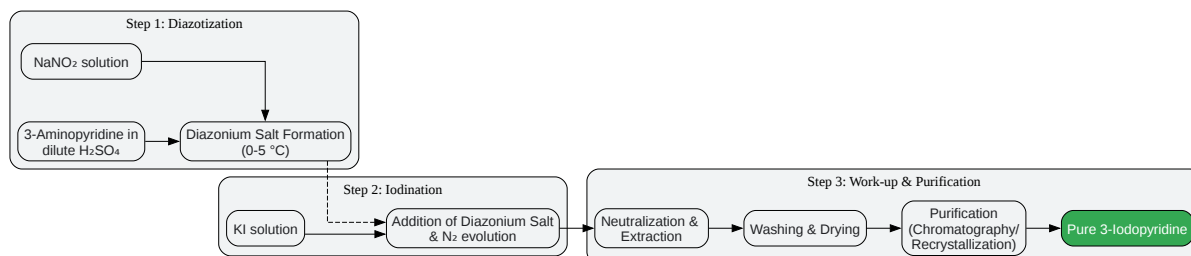 Step 1: Diazotization
NaNO₂ solution
3-Aminopyridine in
dilute H₂SO₄
Diazonium Salt Formation
(0-5 °C)
Step 2: Iodination
KI solution
Addition of Diazonium Salt
& N₂ evolution
Step 3: Work-up & Purification
Neutralization &
Extraction
Washing & Drying
Purification
(Chromatography/
Recrystallization)
Pure 3-Iodopyridine